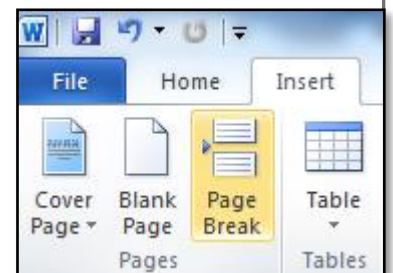 W
File Home Insert
Cover Page Blank Page Page Break Table
Pages Tables